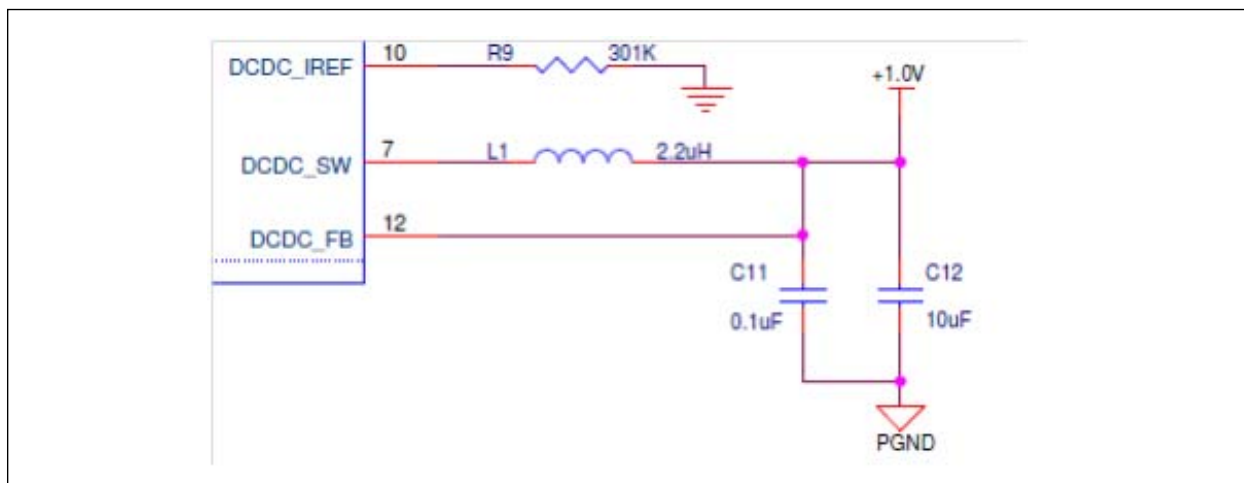 DCDC_IREF 10 R9 301K
+1.0V
DCDC_SW 7 L1 2.2uH
DCDC_FB 12
C11 C12
0.1uF 10uF
PGND